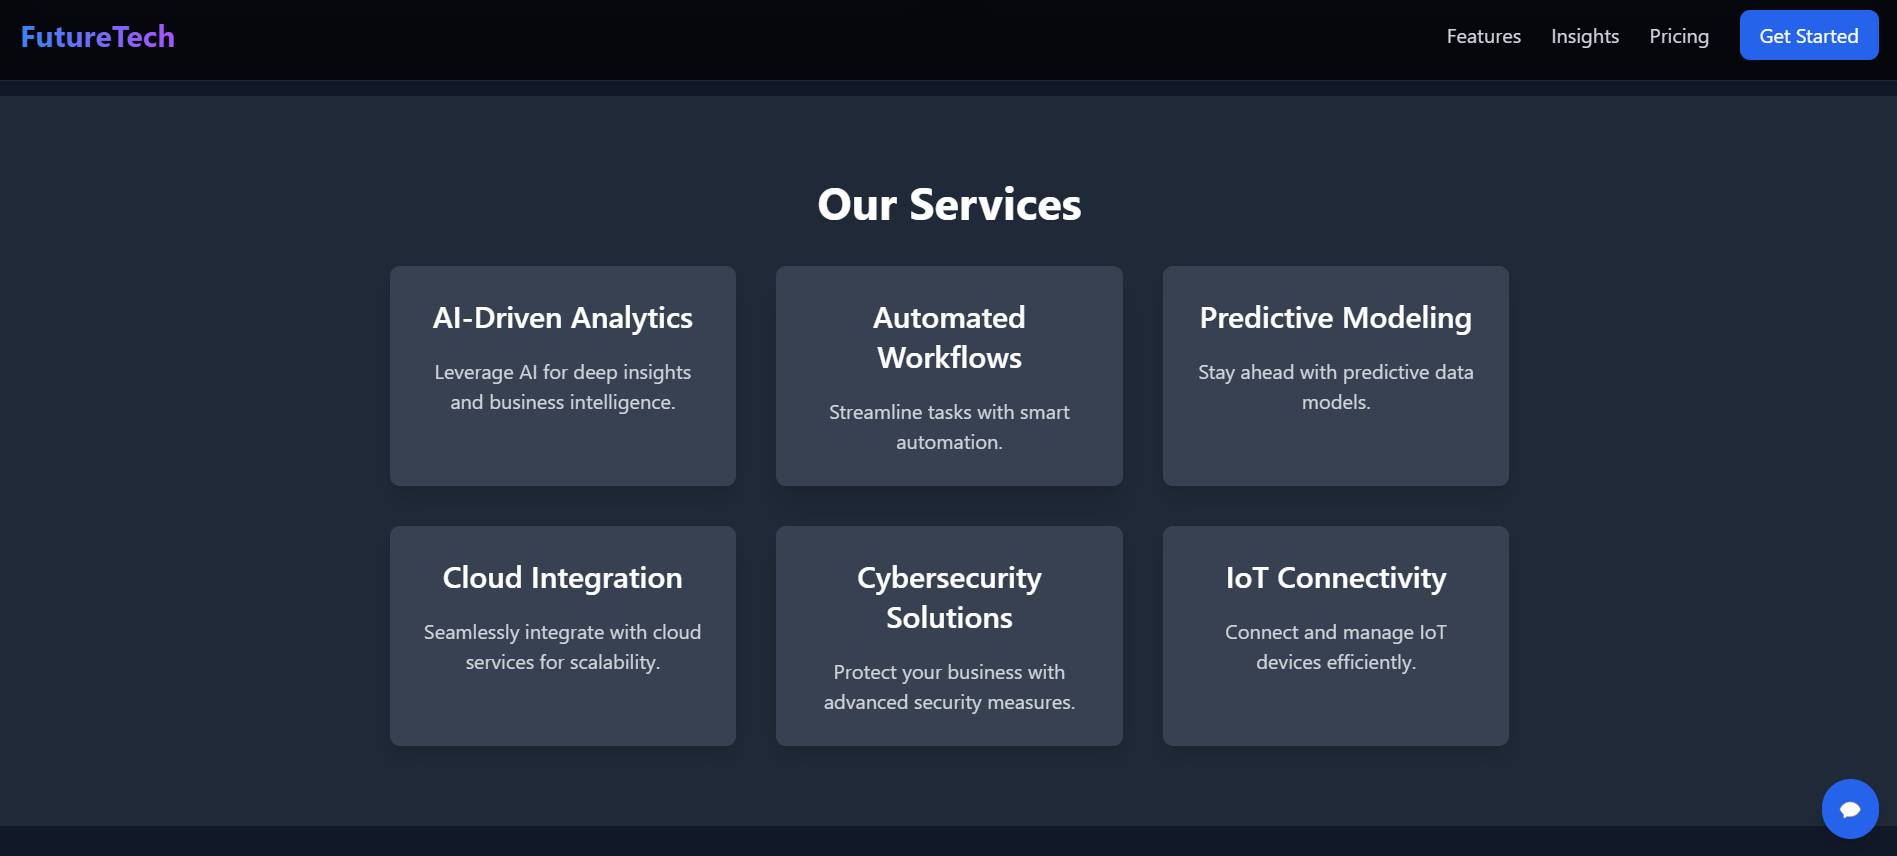 FutureTech
Features
Insights
Pricing
Get Started
Our Services
AI-Driven Analytics
Leverage AI for deep insights
and business intelligence.
Automated
Workflows
Streamline tasks with smart
automation.
Predictive Modeling
Stay ahead with predictive data
models.
Cloud Integration
Seamlessly integrate with cloud
services for scalability.
Cybersecurity
Solutions
Protect your business with
advanced security measures.
IoT Connectivity
Connect and manage IoT
devices efficiently.